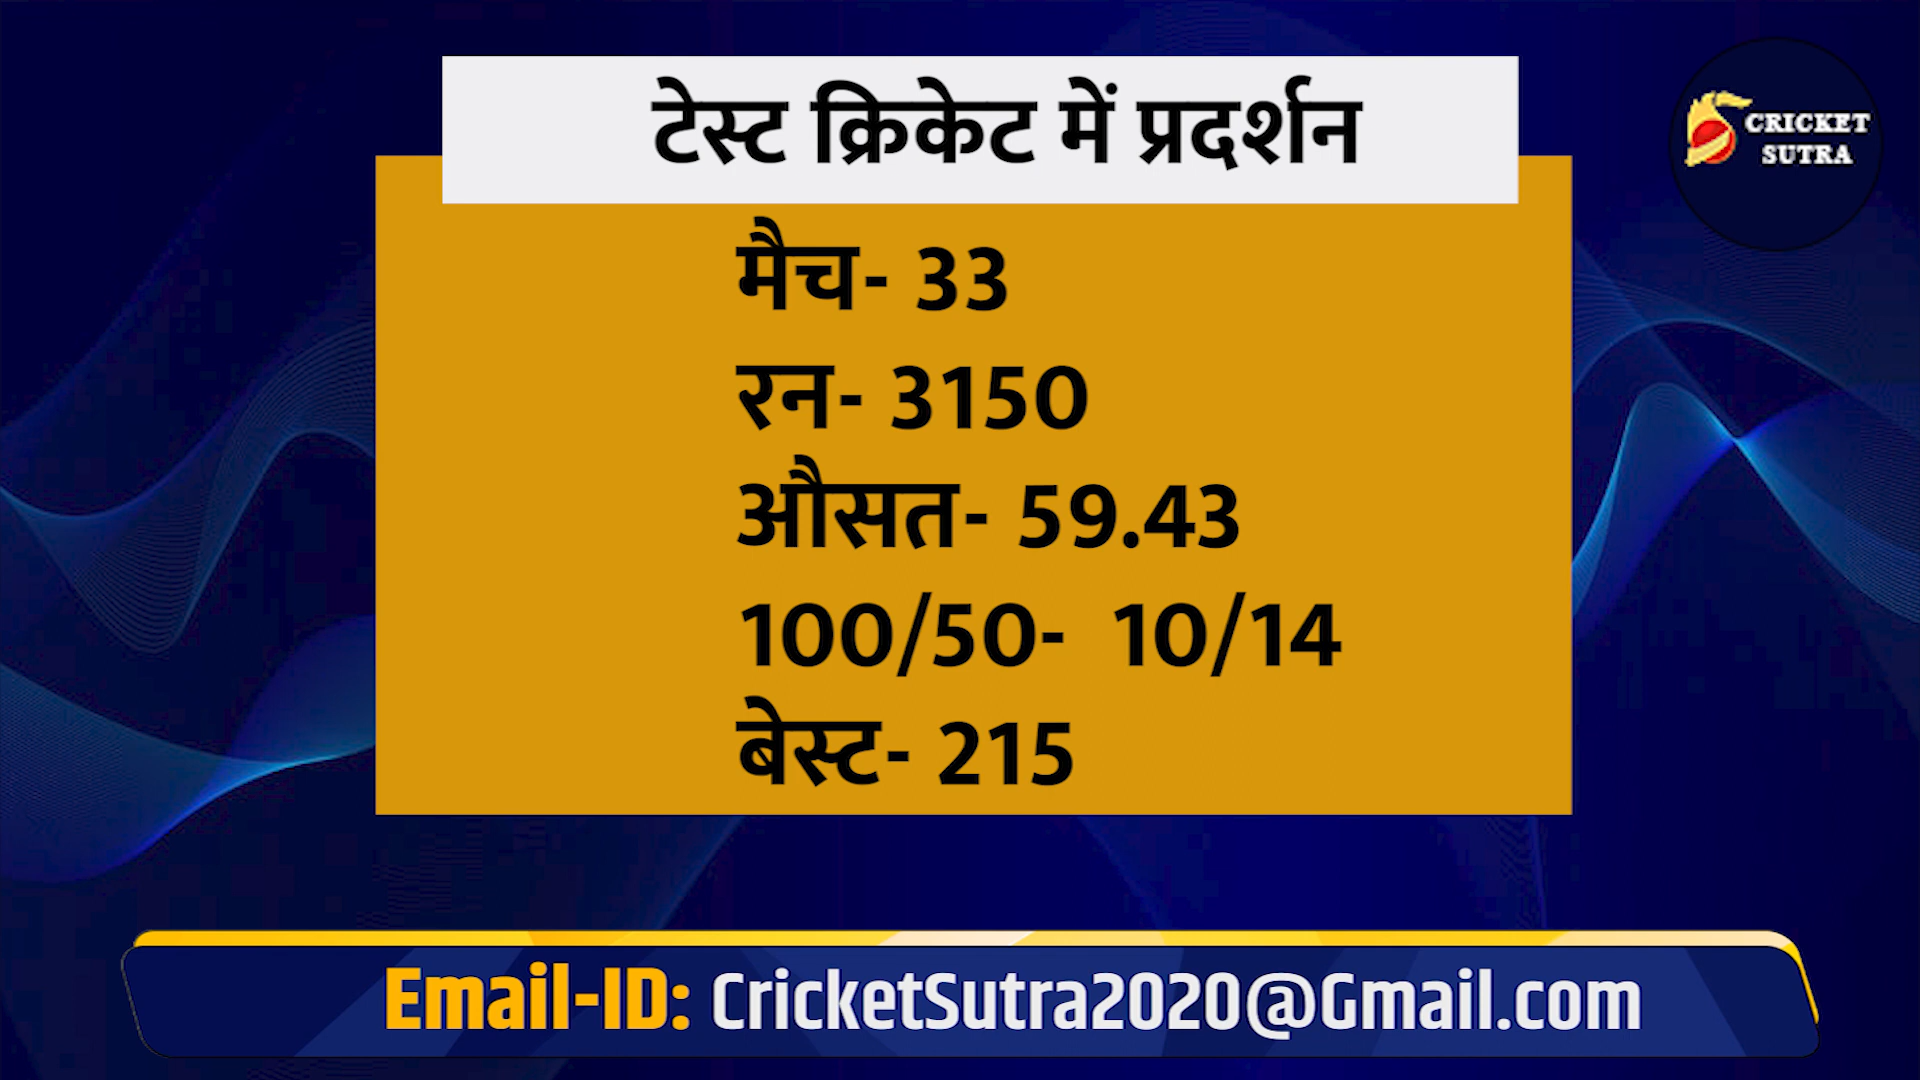 टेस्ट क्रिकेट में प्रदर्शन
CRICKET
SUTRA
मैच- 33
रन- 3150
औसत- 59.43
100/50- 10/14
बेस्ट- 215
Email-ID: CricketSutra2020@Gmail.com